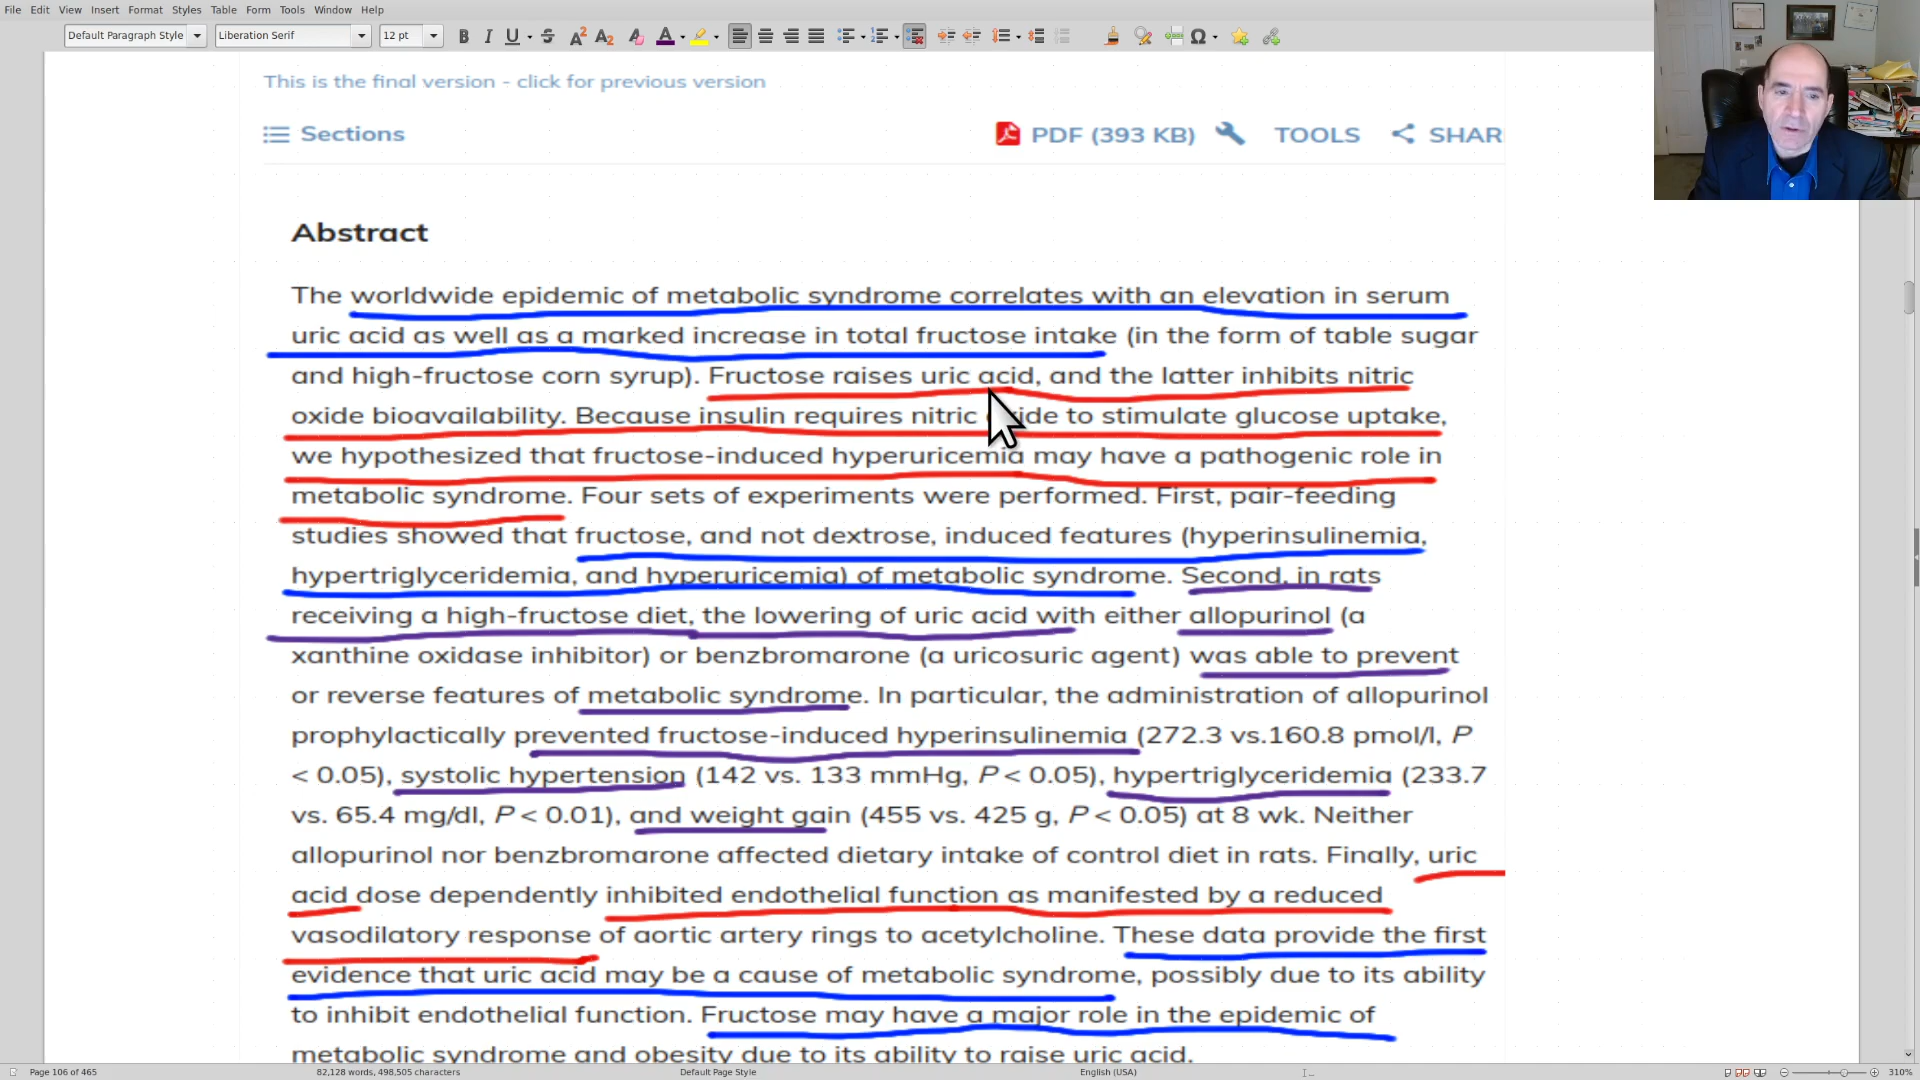 File Edit View Insert Format Styles Table Form Tools Window Help
Default Paragraph Style Liberation Serif 12 pt
This is the final version - click for previous version
Sections PDF (393 KB) TOOLS SHAR
Abstract
The worldwide epidemic of metabolic syndrome correlates with an elevation in serum
uric acid as well as a marked increase in total fructose intake (in the form of table sugar
and high-fructose corn syrup). Fructose raises uric acid, and the latter inhibits nitric
oxide bioavailability. Because insulin requires nitric oxide to stimulate glucose uptake,
we hypothesized that fructose-induced hyperuricemia may have a pathogenic role in
metabolic syndrome. Four sets of experiments were performed. First, pair-feeding
studies showed that fructose, and not dextrose, induced features (hyperinsulinemia,
hypertriglyceridemia, and hyperuricemia) of metabolic syndrome. Second, in rats
receiving a high-fructose diet, the lowering of uric acid with either allopurinol (a
xanthine oxidase inhibitor) or benzbromarone (a uricosuric agent) was able to prevent
or reverse features of metabolic syndrome. In particular, the administration of allopurinol
prophylactically prevented fructose-induced hyperinsulinemia (272.3 vs.160.8 pmol/l, P
< 0.05), systolic hypertension (142 vs. 133 mmHg, P < 0.05), hypertriglyceridemia (233.7
vs. 65.4 mg/dl, P < 0.01), and weight gain (455 vs. 425 g, P < 0.05) at 8 wk. Neither
allopurinol nor benzbromarone affected dietary intake of control diet in rats. Finally, uric
acid dose dependently inhibited endothelial function as manifested by a reduced
vasodilatory response of aortic artery rings to acetylcholine. These data provide the first
evidence that uric acid may be a cause of metabolic syndrome, possibly due to its ability
to inhibit endothelial function. Fructose may have a major role in the epidemic of
metabolic syndrome and obesity due to its ability to raise uric acid.
Page 106 of 465 82,128 words, 498,505 characters Default Page Style English (USA) 310%